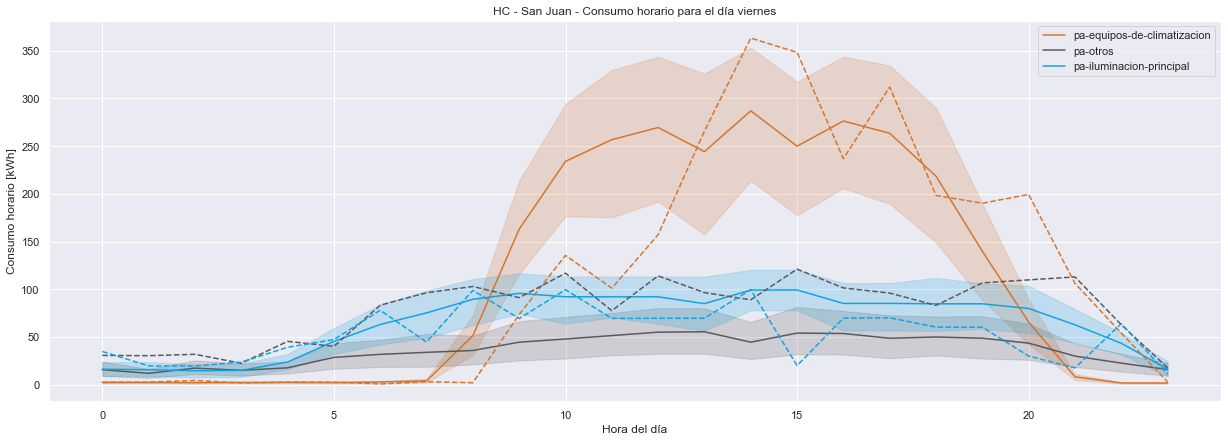 HC - San Juan - Consumo horario para el día viernes
pa-equipos-de-climatizacion
pa-otros
pa-iluminacion-principal
Consumo horario [kWh]
350
300
250
200
150
100
50
0
0 5 10 15 20
Hora del día